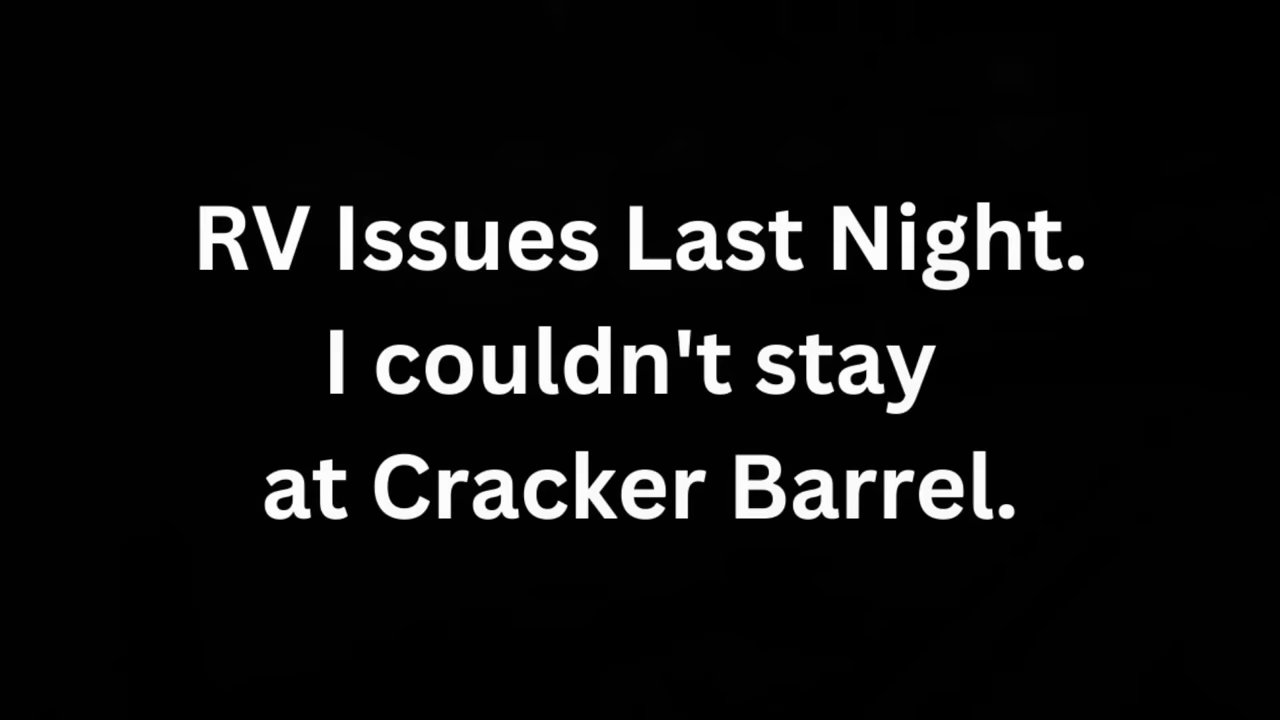 RV Issues Last Night.
I couldn't stay
at Cracker Barrel.